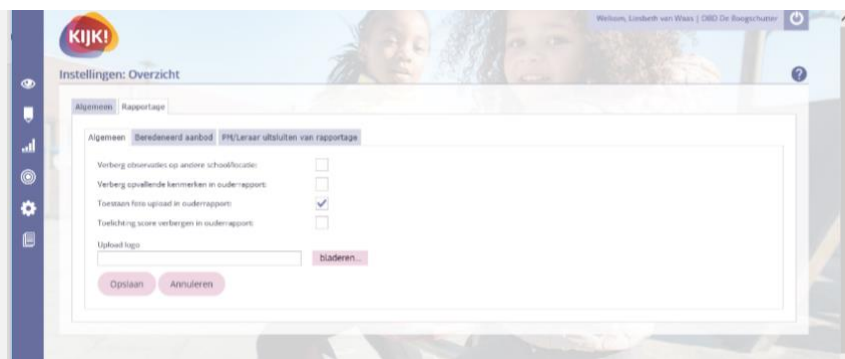 Welkom, Liesbeth van Waas | OBD De Boogschutter
KIJK!
Instellingen: Overzicht
?
Algemeen Rapportage
Algemeen Beredeneerd aanbod PM/Leraar uitsluiten van rapportage
Verberg observaties op andere school/locatie:
Verberg opvallende kenmerken in ouderrapport:
Toestaan foto upload in ouderrapport:
Toelichting score verbergen in ouderrapport:
Upload logo
bladeren...
Opslaan Annuleren